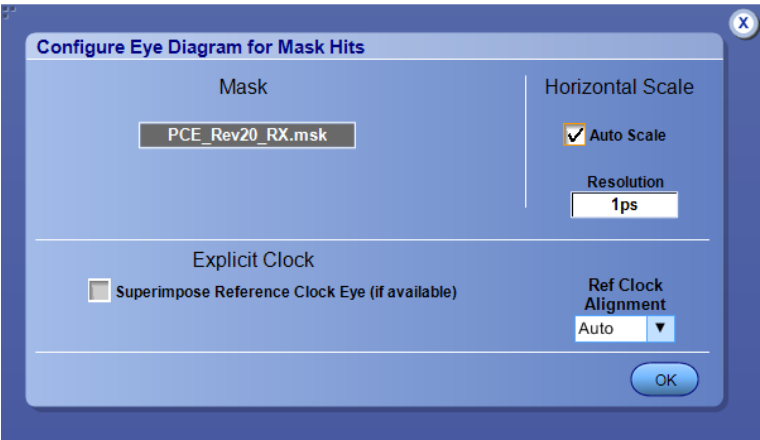 X
Configure Eye Diagram for Mask Hits
Mask
PCE_Rev20_RX.msk
Horizontal Scale
Auto Scale
Resolution
1ps
Explicit Clock
Superimpose Reference Clock Eye (if available)
Ref Clock
Alignment
Auto
OK